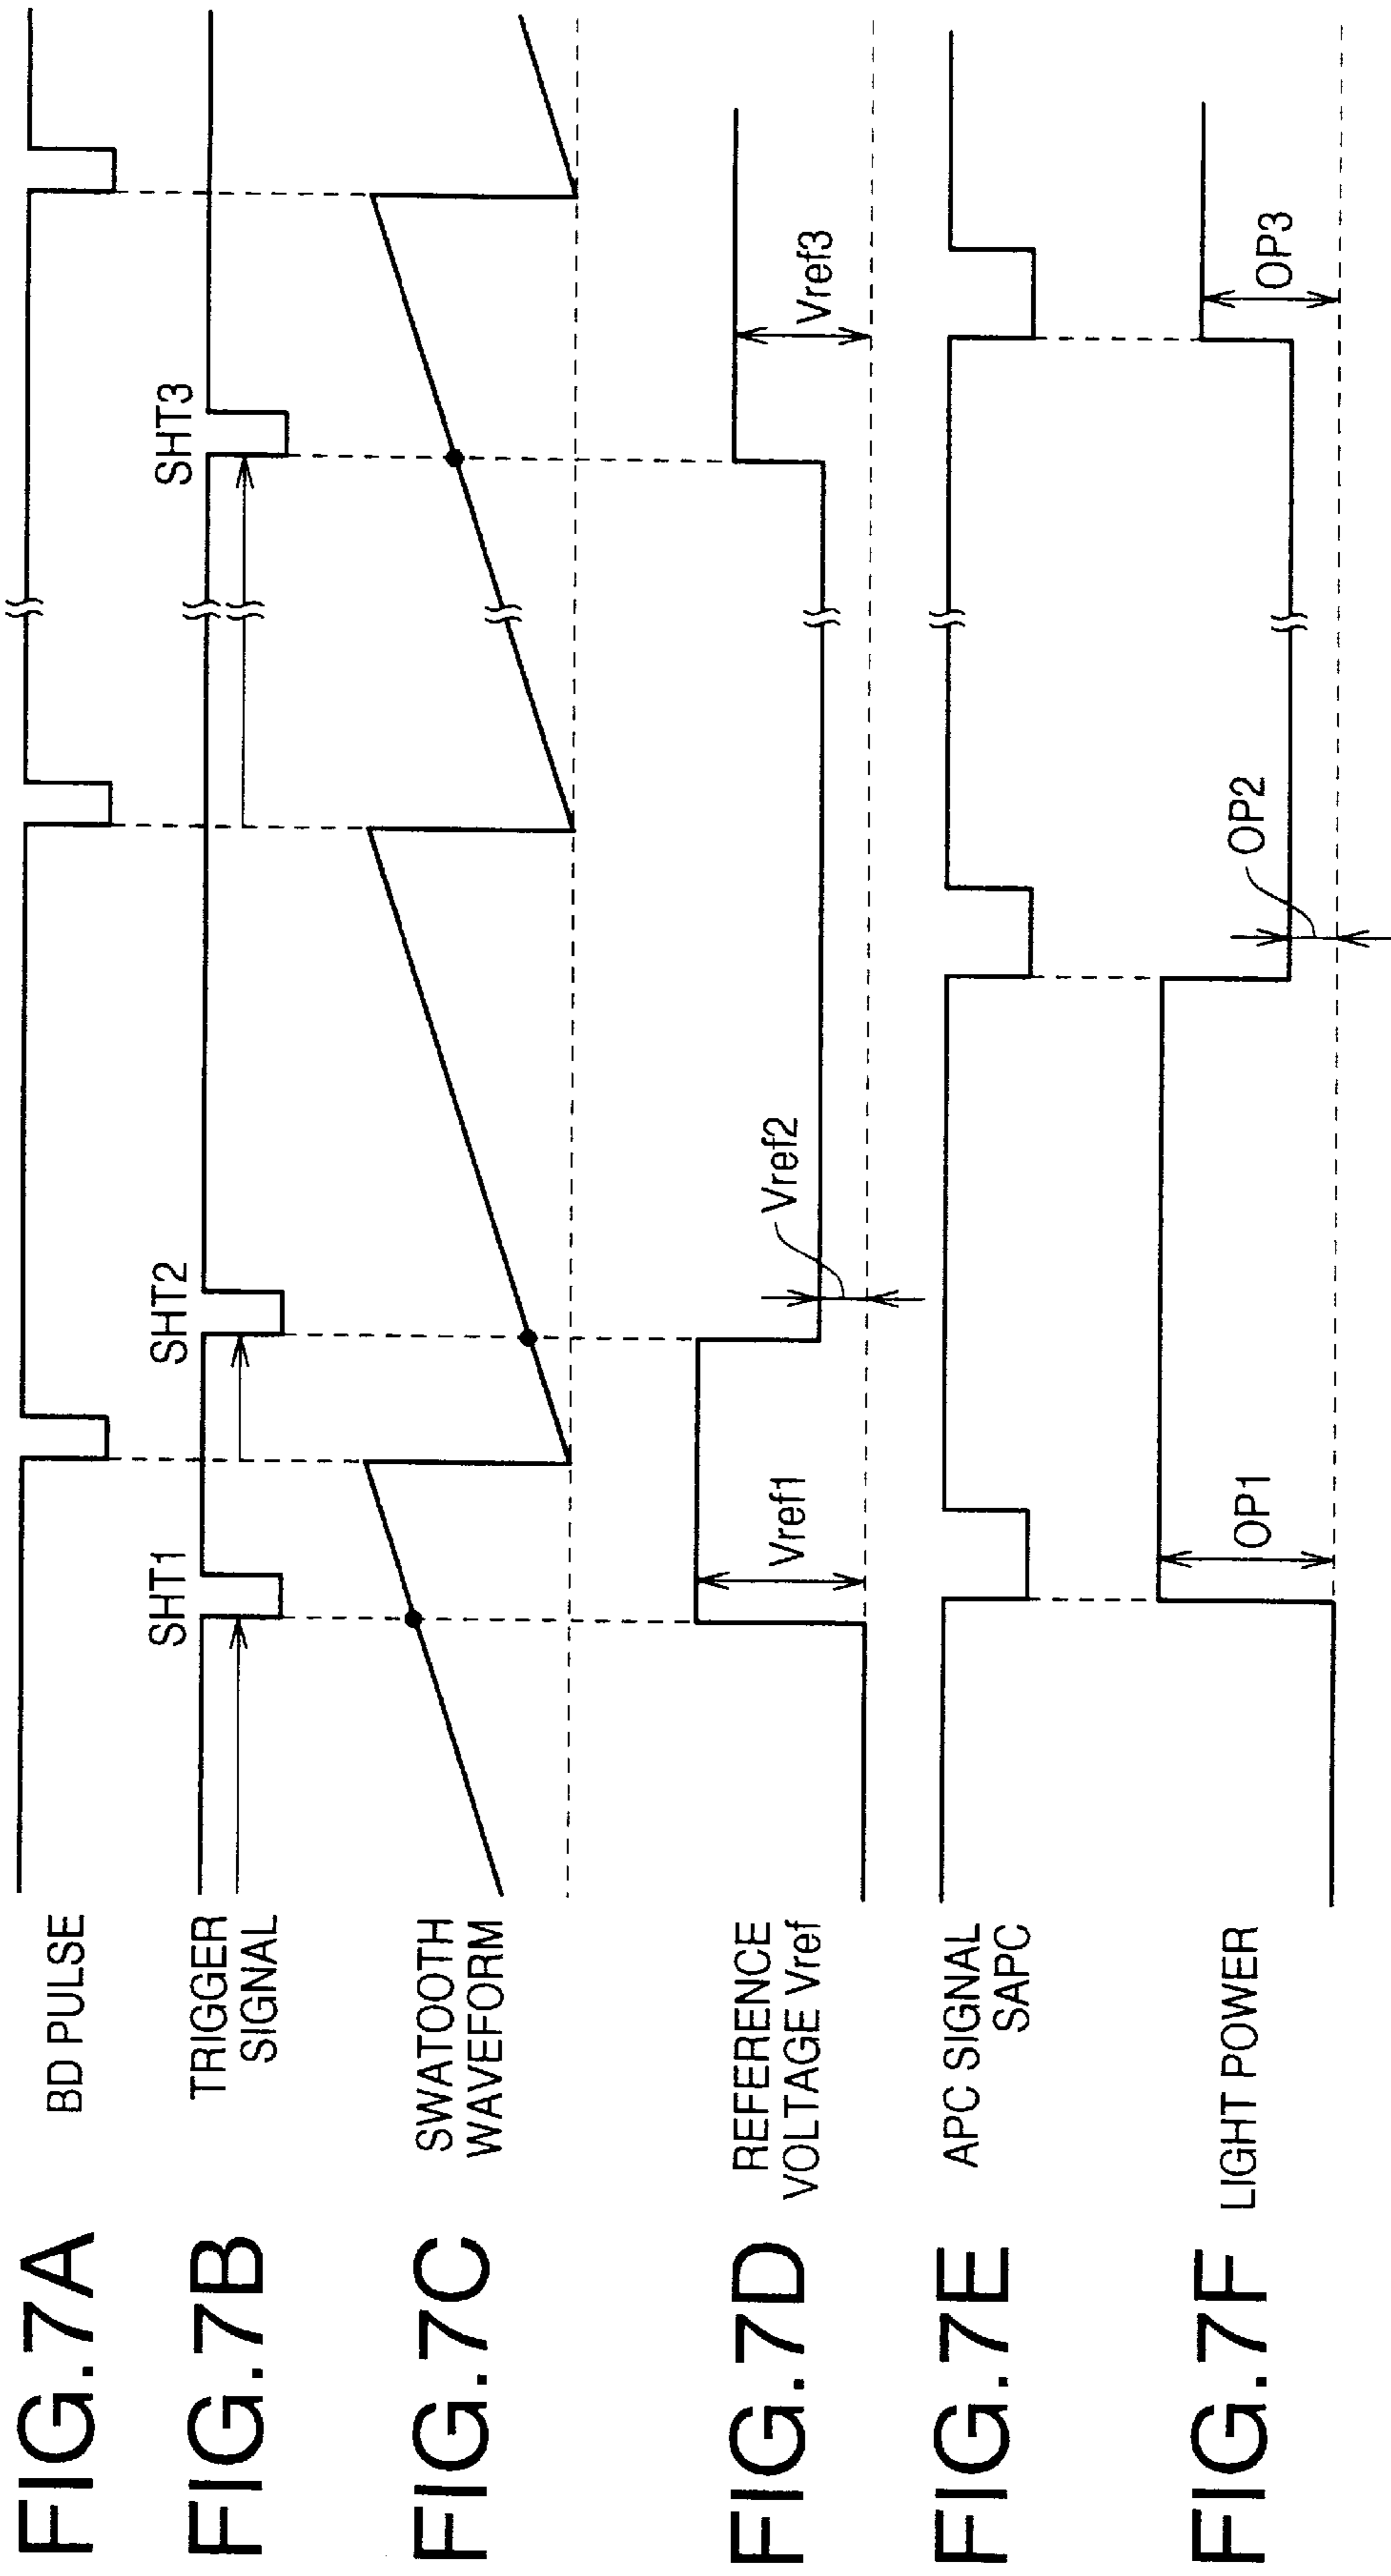 FIG.7A
BD PULSE
FIG.7B
TRIGGER
SIGNAL
SHT1
SHT2
SHT3
FIG.7C
SWATOOTH
WAVEFORM
FIG.7D
REFERENCE
VOLTAGE Vref
Vref1
Vref2
Vref3
FIG.7E
APC SIGNAL
SAPC
FIG.7F
LIGHT POWER
OP1
OP2
OP3